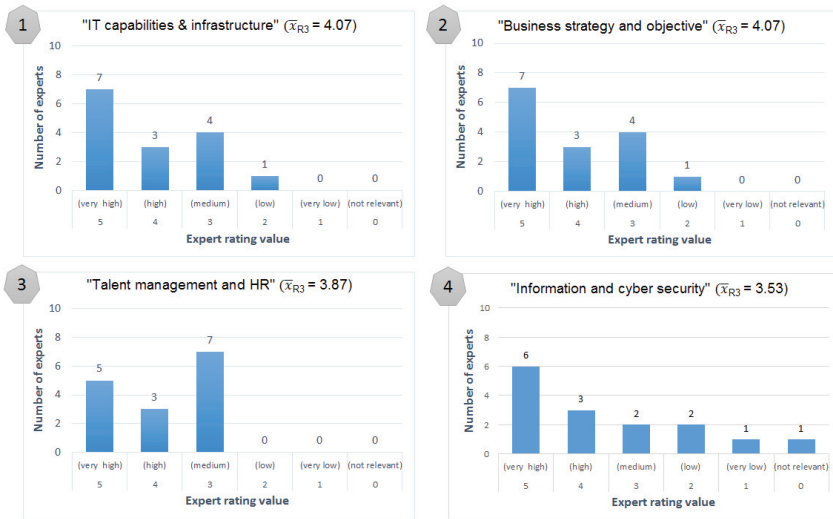 1
"IT capabilities & infrastructure" (x̅R3 = 4.07)
Number of experts
10
8
6
4
2
0
7
3
4
1
0
0
(very high) (high) (medium) (low) (very low) (not relevant)
5 4 3 2 1 0
Expert rating value
2
"Business strategy and objective" (x̅R3 = 4.07)
Number of experts
10
8
6
4
2
0
7
3
4
1
0
0
(very high) (high) (medium) (low) (very low) (not relevant)
5 4 3 2 1 0
Expert rating value
3
"Talent management and HR" (x̅R3 = 3.87)
Number of experts
10
8
6
4
2
0
5
3
7
0
0
0
(very high) (high) (medium) (low) (very low) (not relevant)
5 4 3 2 1 0
Expert rating value
4
"Information and cyber security" (x̅R3 = 3.53)
Number of experts
10
8
6
4
2
0
6
3
2
2
1
1
(very high) (high) (medium) (low) (very low) (not relevant)
5 4 3 2 1 0
Expert rating value